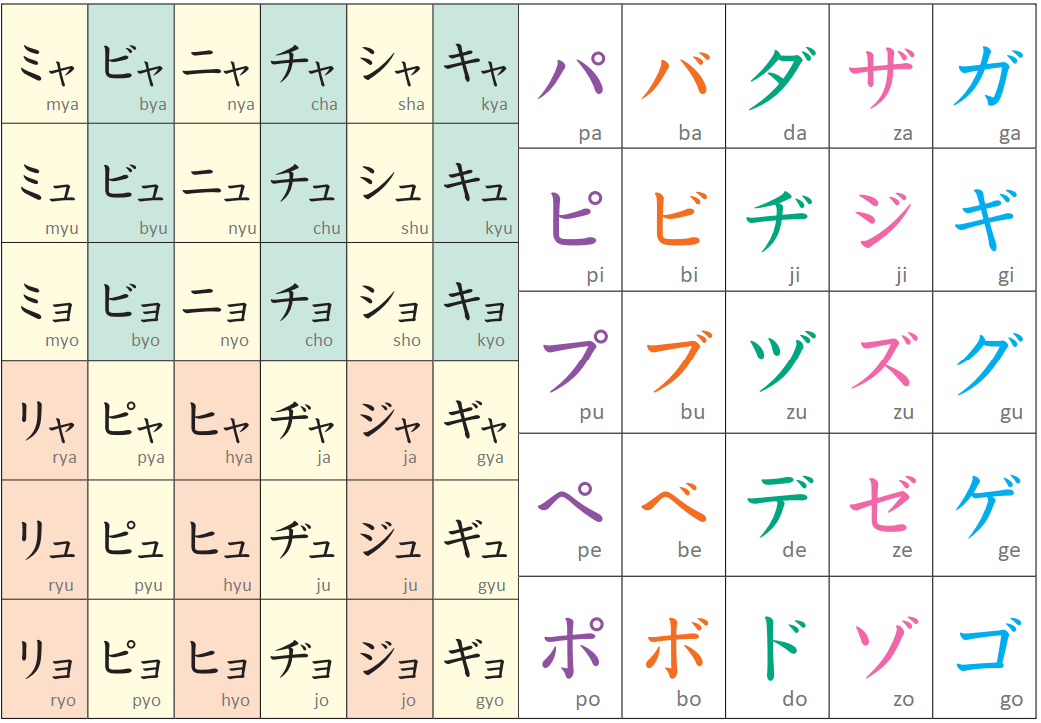 ミャ ビャ ニャ チャ シャ キャ
mya bya nya cha sha kya
ミュ ビュ ニュ チュ シュ キュ
myu byu nyu chu shu kyu
ミョ ビョ ニョ チョ ショ キョ
myo byo nyo cho sho kyo
リャ ピャ ヒャ ヂャ ジャ ギャ
rya pya hya ja ja gya
リュ ピュ ヒュ ヂュ ジュ ギュ
ryu pyu hyu ju ju gyu
リョ ピョ ヒョ ヂョ ジョ ギョ
ryo pyo hyo jo jo gyo
パ バ ダ ザ ガ
pa ba da za ga
ピ ビ ヂ ジ ギ
pi bi ji ji gi
プ ブ ヅ ズ グ
pu bu zu zu gu
ペ ベ デ ゼ ゲ
pe be de ze ge
ポ ボ ド ゾ ゴ
po bo do zo go